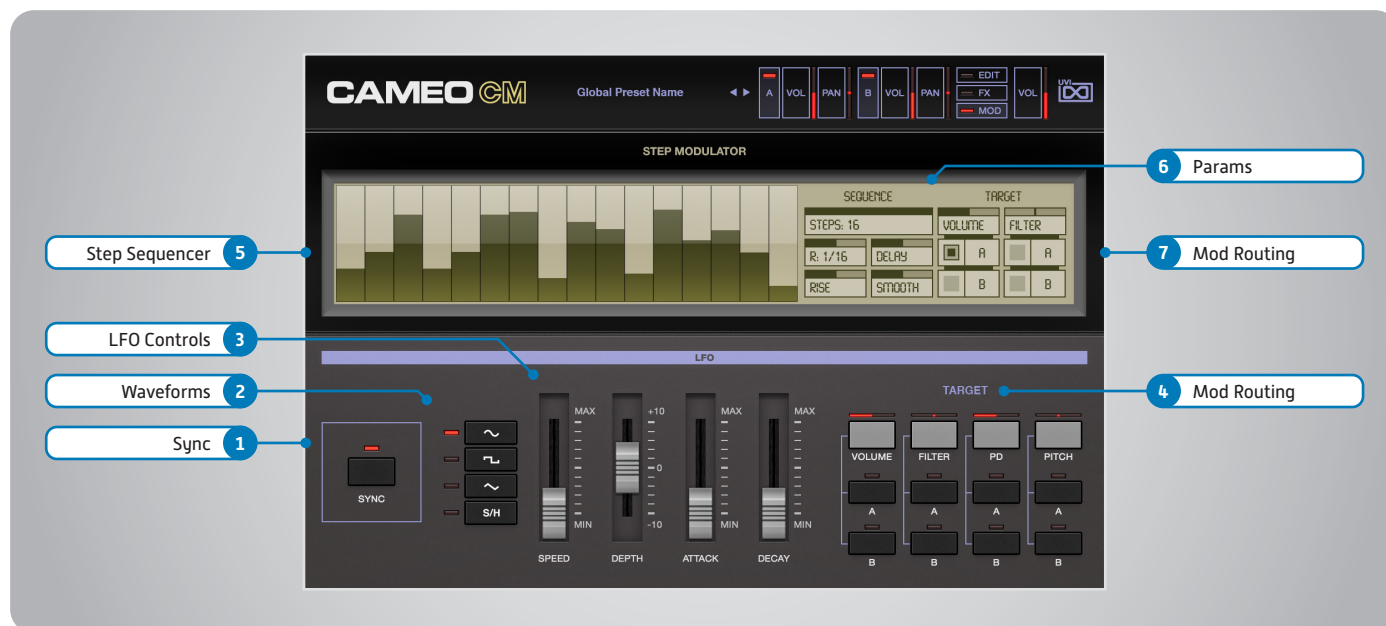 CAMEO CM
Global Preset Name
A VOL PAN B VOL PAN EDIT FX MOD VOL UVI
STEP MODULATOR
SEQUENCE TARGET
STEPS: 16 VOLUME FILTER
R: 1/16 DELAY A A
RISE SMOOTH B B
6 Params
Step Sequencer 5
7 Mod Routing
LFO Controls 3
LFO
Waveforms 2
TARGET
4 Mod Routing
Sync 1
SYNC
S/H
MAX +10 MAX MAX
0
MIN -10 MIN MIN
SPEED DEPTH ATTACK DECAY
VOLUME FILTER PD PITCH
A A A A
B B B B